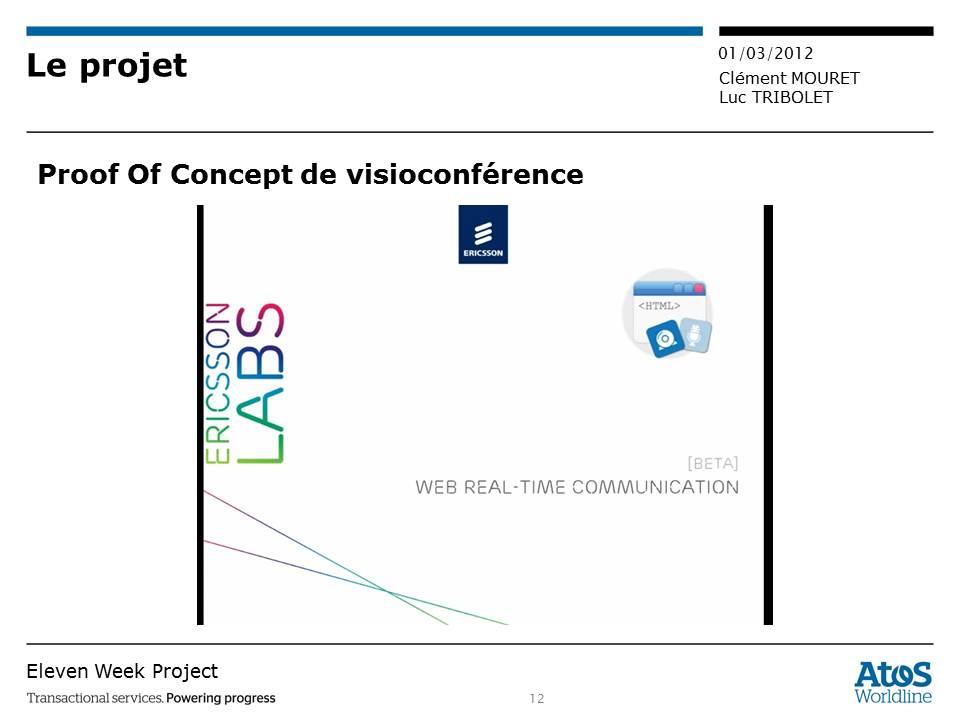 Le projet
01/03/2012
Clément MOURET
Luc TRIBOLET
Proof Of Concept de visioconférence
ERICSSON
<HTML>
ERICSSON
LABS
[BETA]
WEB REAL-TIME COMMUNICATION
Eleven Week Project
Transactional services. Powering progress
12
AtoS
Worldline